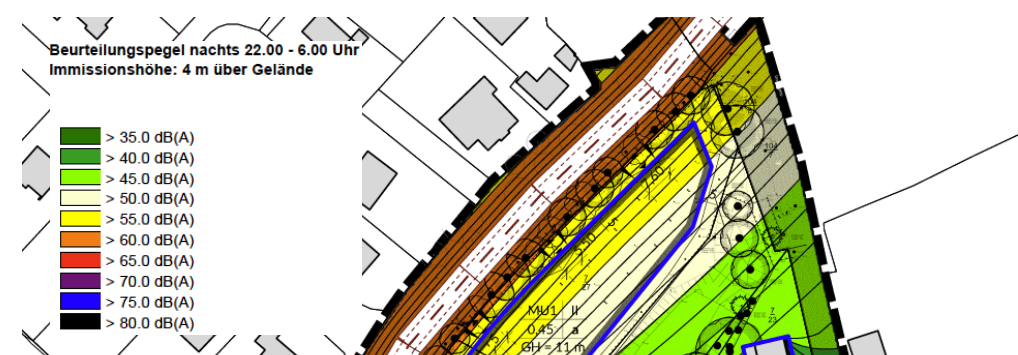 Beurteilungspegel nachts 22.00 - 6.00 Uhr
Immissionshöhe: 4 m über Gelände
> 35.0 dB(A)
> 40.0 dB(A)
> 45.0 dB(A)
> 50.0 dB(A)
> 55.0 dB(A)
> 60.0 dB(A)
> 65.0 dB(A)
> 70.0 dB(A)
> 75.0 dB(A)
> 80.0 dB(A)
MU1 II
0,45 a
GH = 11 m
7
23